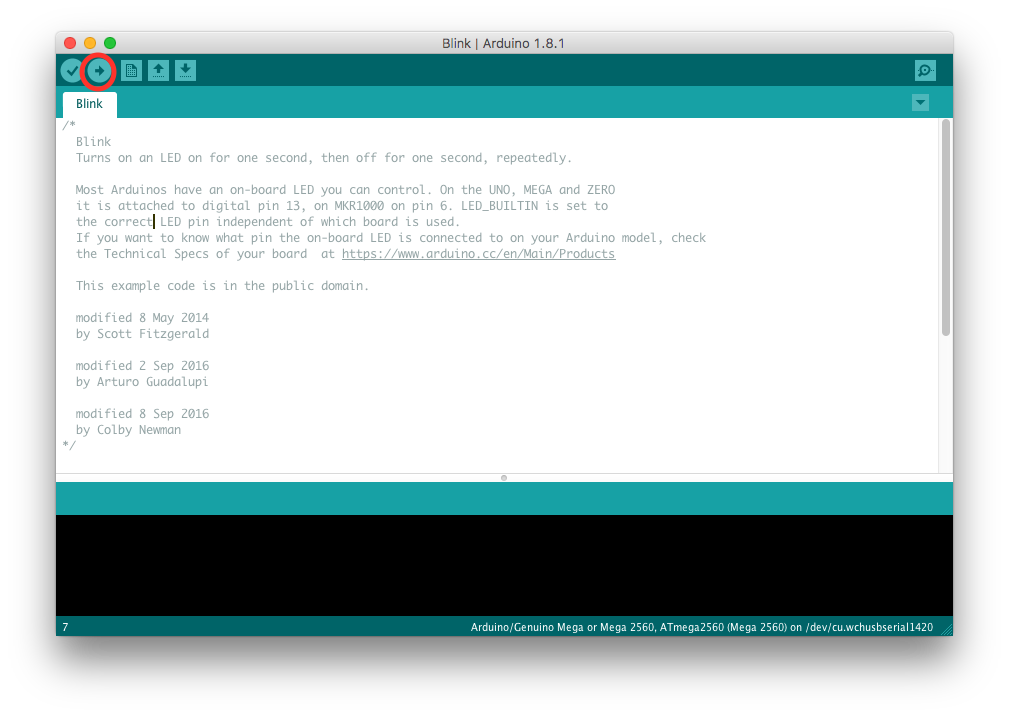 Blink | Arduino 1.8.1
Blink
/*
Blink
Turns on an LED on for one second, then off for one second, repeatedly.
Most Arduinos have an on-board LED you can control. On the UNO, MEGA and ZERO
it is attached to digital pin 13, on MKR1000 on pin 6. LED_BUILTIN is set to
the correct LED pin independent of which board is used.
If you want to know what pin the on-board LED is connected to on your Arduino model, check
the Technical Specs of your board  at https://www.arduino.cc/en/Main/Products
This example code is in the public domain.
modified 8 May 2014
by Scott Fitzgerald
modified 2 Sep 2016
by Arturo Guadalupi
modified 8 Sep 2016
by Colby Newman
*/
7
Arduino/Genuino Mega or Mega 2560, ATmega2560 (Mega 2560) on /dev/cu.wchusbserial1420